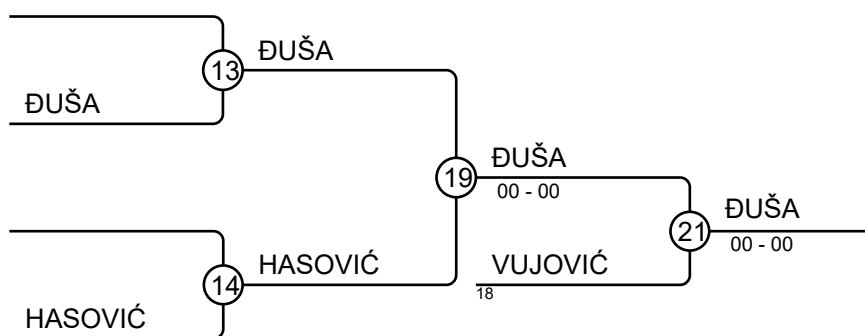 ĐUŠA
13
ĐUŠA
ĐUŠA
19
00 - 00
ĐUŠA
21
00 - 00
HASOVIĆ
VUJOVIĆ
14
18
HASOVIĆ